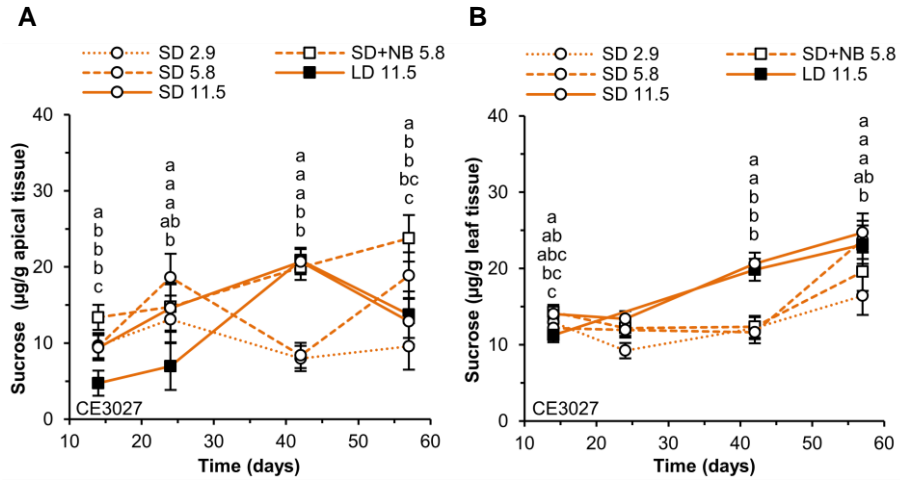 A
SD 2.9
SD 5.8
SD 11.5
SD+NB 5.8
LD 11.5
Sucrose (µg/g apical tissue)
40
30
20
10
0
a
b
b
b
c
a
a
a
ab
b
a
a
a
b
b
a
b
b
bc
c
CE3027
10
20
30
40
50
60
Time (days)
B
SD 2.9
SD 5.8
SD 11.5
SD+NB 5.8
LD 11.5
Sucrose (µg/g leaf tissue)
40
30
20
10
0
a
ab
abc
bc
c
a
a
b
b
b
a
a
a
ab
b
CE3027
10
20
30
40
50
60
Time (days)